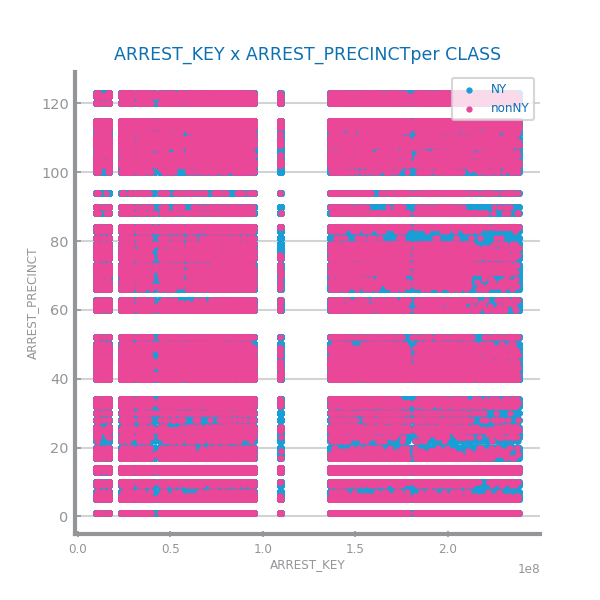 ARREST_KEY x ARREST_PRECINCTper CLASS
NY
nonNY
120
100
80
60
40
20
0
ARREST_PRECINCT
0.0 0.5 1.0 1.5 2.0
ARREST_KEY
1e8